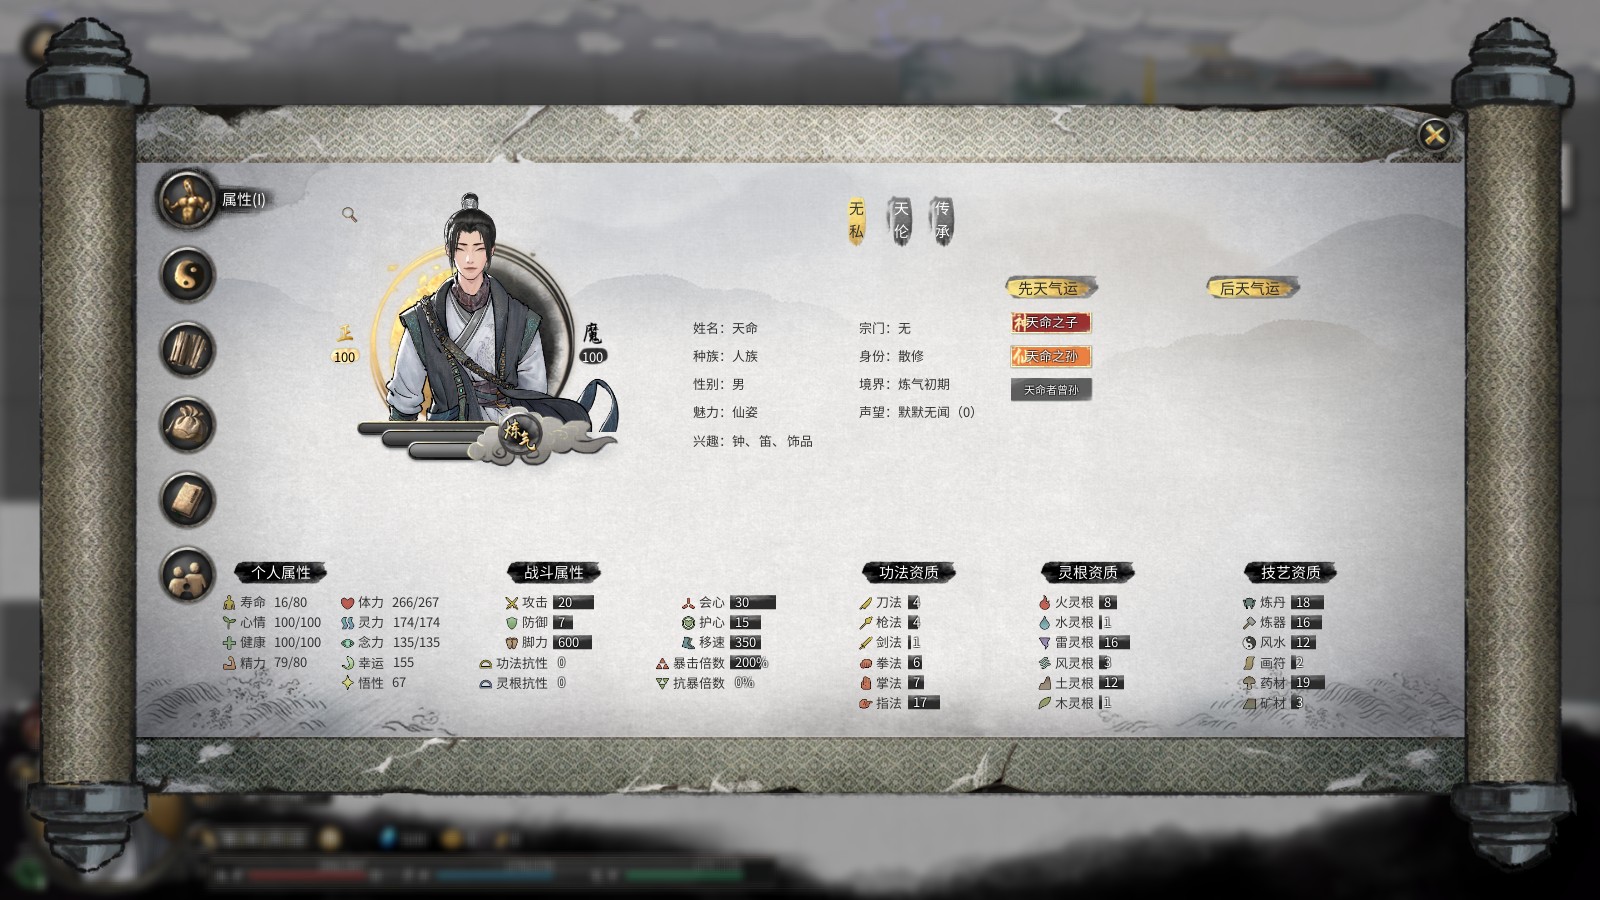 属性(I)
无私
天伦
传承
正
100
魔
100
炼气
姓名：天命
种族：人族
性别：男
魅力：仙姿
兴趣：钟、笛、饰品
宗门：无
身份：散修
境界：炼气初期
声望：默默无闻（0）
先天气运
神天命之子
仙天命之孙
天命者曾孙
后天气运
个人属性
寿命 16/80
心情 100/100
健康 100/100
精力 79/80
体力 266/267
灵力 174/174
念力 135/135
幸运 155
悟性 67
战斗属性
攻击 20
防御 7
脚力 600
功法抗性 0
灵根抗性 0
会心 30
护心 15
移速 350
暴击倍数 200%
抗暴倍数 0%
功法资质
刀法 4
枪法 4
剑法 1
拳法 6
掌法 7
指法 17
灵根资质
火灵根 8
水灵根 1
雷灵根 16
风灵根 3
土灵根 12
木灵根 1
技艺资质
炼丹 18
炼器 16
风水 12
画符 2
药材 19
矿材 3